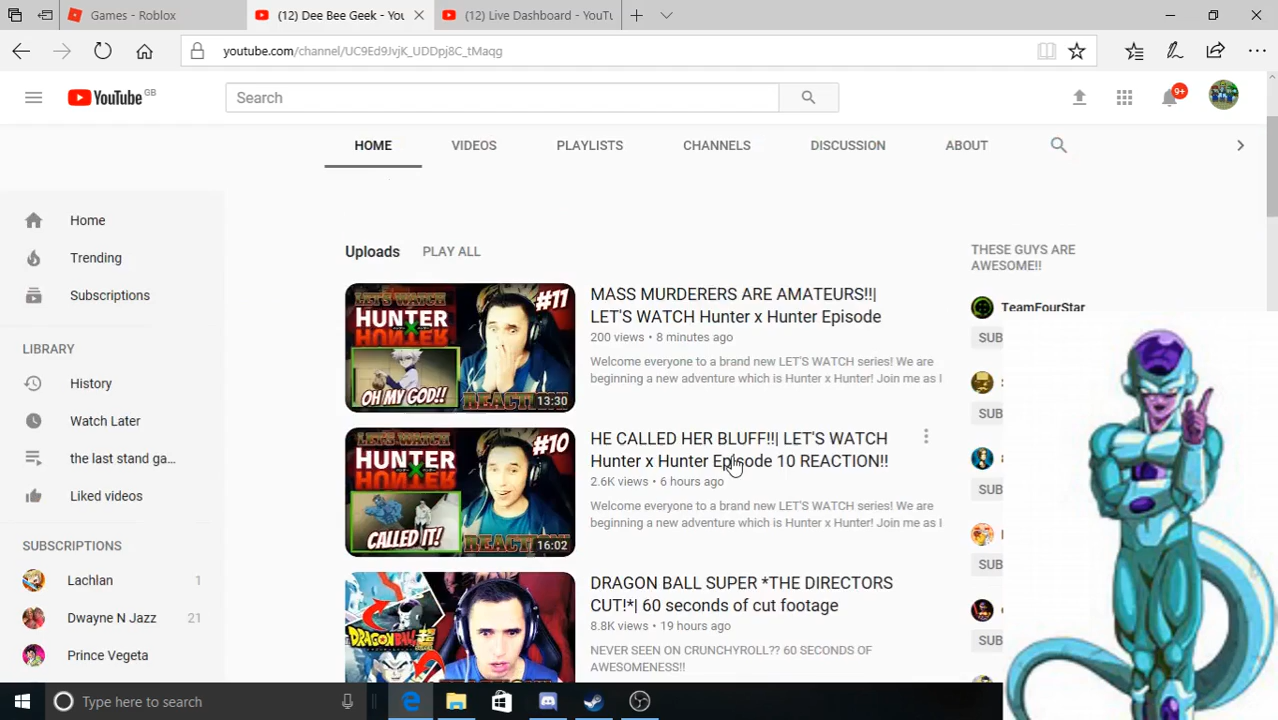 Games - Roblox
(12) Dee Bee Geek - You
(12) Live Dashboard - YouTu
youtube.com/channel/UC9Ed9JvjK_UDDpj8C_tMaqg
YouTube GB
Search
9+
HOME
VIDEOS
PLAYLISTS
CHANNELS
DISCUSSION
ABOUT
Home
Trending
Subscriptions
LIBRARY
History
Watch Later
the last stand ga...
Liked videos
SUBSCRIPTIONS
Lachlan 1
Dwayne N Jazz 21
Prince Vegeta
Uploads PLAY ALL
LET'S WATCH #11
HUNTER
HUNTER
OH MY GOD!!
REACTION
13:30
MASS MURDERERS ARE AMATEURS!!|
LET'S WATCH Hunter x Hunter Episode
200 views • 8 minutes ago
Welcome everyone to a brand new LET'S WATCH series! We are
beginning a new adventure which is Hunter x Hunter! Join me as I
LET'S WATCH #10
HUNTER
HUNTER
CALLED IT!
REACTION
16:02
HE CALLED HER BLUFF!!| LET'S WATCH
Hunter x Hunter Episode 10 REACTION!!
2.6K views • 6 hours ago
Welcome everyone to a brand new LET'S WATCH series! We are
beginning a new adventure which is Hunter x Hunter! Join me as I
DRAGON BALL SUPER *THE DIRECTORS
CUT!*| 60 seconds of cut footage
8.8K views • 19 hours ago
NEVER SEEN ON CRUNCHYROLL?? 60 SECONDS OF
AWESOMENESS!!
THESE GUYS ARE
AWESOME!!
TeamFourStar
SUB
SUB
SUB
SUB
SUB
Type here to search